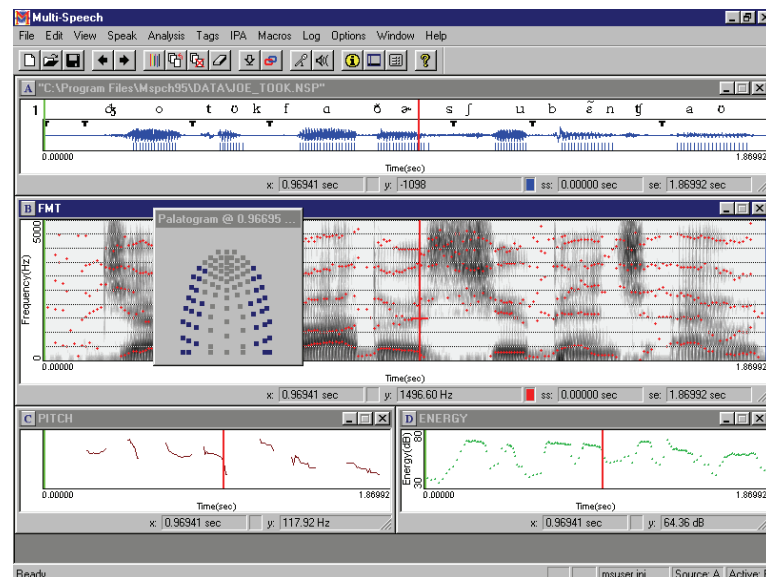 Multi-Speech
File Edit View Speak Analysis Tags IPA Macros Log Options Window Help
A "C:\Program Files\Mspch95\DATA\JOE_TOOK.NSP"
1 ʤ o t ʊ k f ɑ ð ɚ s ʃ u b ɛ̃ n ʧ a ʊ
0.00000 1.86992
Time(sec)
x: 0.96941 sec y: -1098 ss: 0.00000 sec se: 1.86992 sec
B FMT
Palatogram @ 0.96695 ...
5000
Frequency(Hz)
0
0.00000 1.86992
Time(sec)
x: 0.96941 sec y: 1496.60 Hz ss: 0.00000 sec se: 1.86992 sec
C PITCH
0.00000 1.86992
Time(sec)
x: 0.96941 sec y: 117.92 Hz
D ENERGY
80
Energy(dB)
30
0.00000 1.86992
Time(sec)
x: 0.96941 sec y: 64.36 dB
Ready msuser.ini Source: A Active: